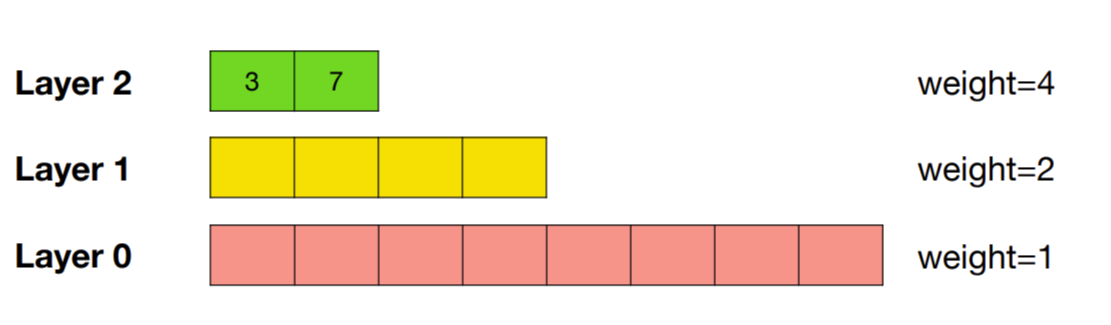 Layer 2 3 7 weight=4
Layer 1 weight=2
Layer 0 weight=1